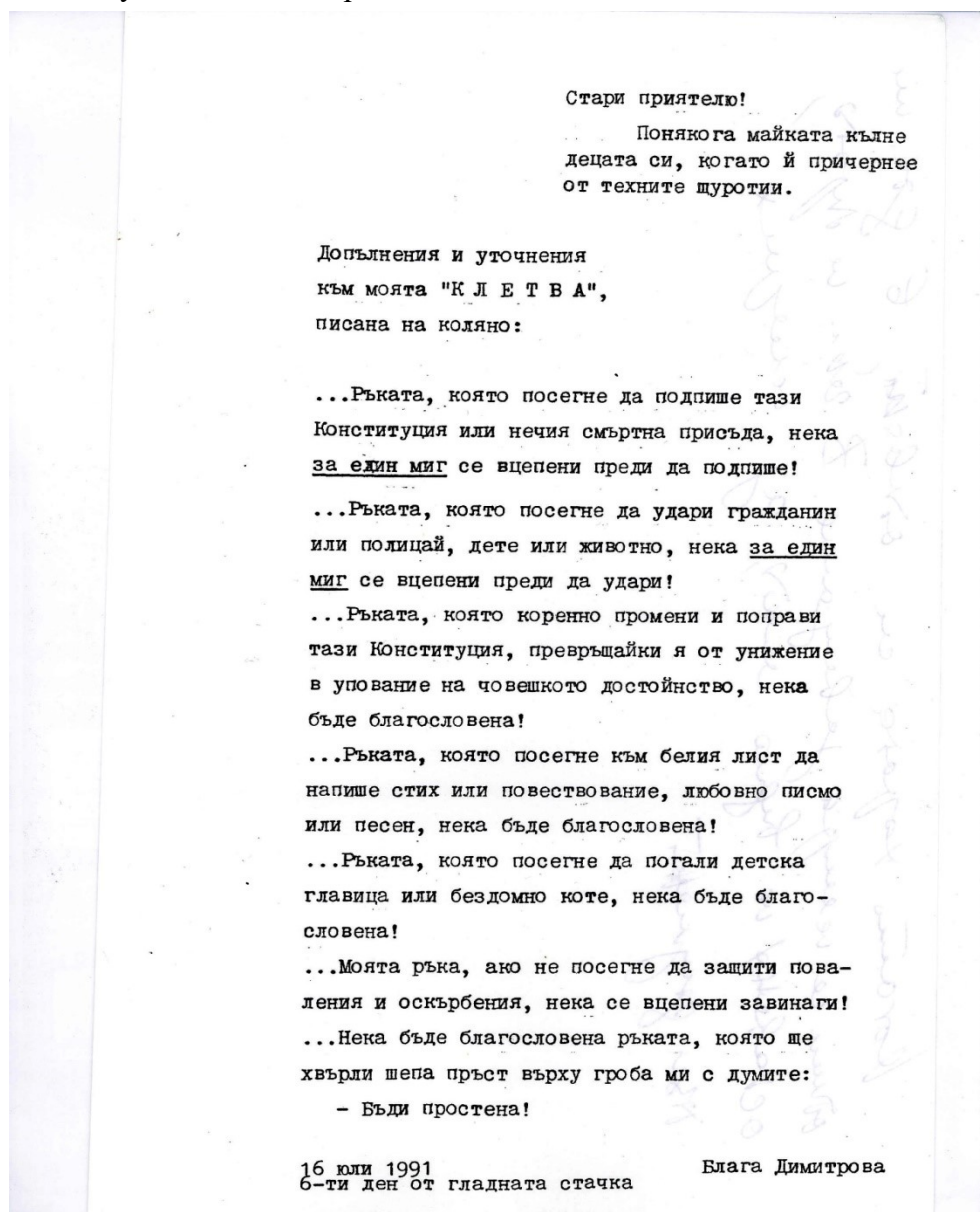 Стари приятелю!
Понякога майката кълне
децата си, когато й причернее
от техните щуротии.
Допълнения и уточнения
към моята "К Л Е Т В А",
писана на коляно:
...Ръката, която посегне да подпише тази
Конституция или нечия смъртна присъда, нека
за един миг се вцепени преди да подпише!
...Ръката, която посегне да удари гражданин
или полицай, дете или животно, нека за един
миг се вцепени преди да удари!
...Ръката, която коренно промени и поправи
тази Конституция, превръщайки я от унижение
в упование на човешкото достойнство, нека
бъде благословена!
...Ръката, която посегне към белия лист да
напише стих или повествование, любовно писмо
или песен, нека бъде благословена!
...Ръката, която посегне да погали детска
главица или бездомно коте, нека бъде благо-
словена!
...Моята ръка, ако не посегне да защити пова-
ления и оскърбения, нека се вцепени завинаги!
...Нека бъде благословена ръката, която ще
хвърли шепа пръст върху гроба ми с думите:
- Бъди простена!
16 юли 1991 Блага Димитрова
6-ти ден от гладната стачка